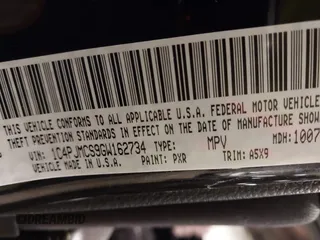 THIS VEHICLE CONFORMS TO ALL APPLICABLE U.S.A. FEDERAL MOTOR VEHICLE
THEFT PREVENTION STANDARDS IN EFFECT ON THE DATE OF MANUFACTURE SHOWN
VIN: 1C4PJMCS9GW162734 TYPE: MPV MDH: 1007
VEHICLE MADE IN U.S.A. PAINT: PXR TRIM: A5X9